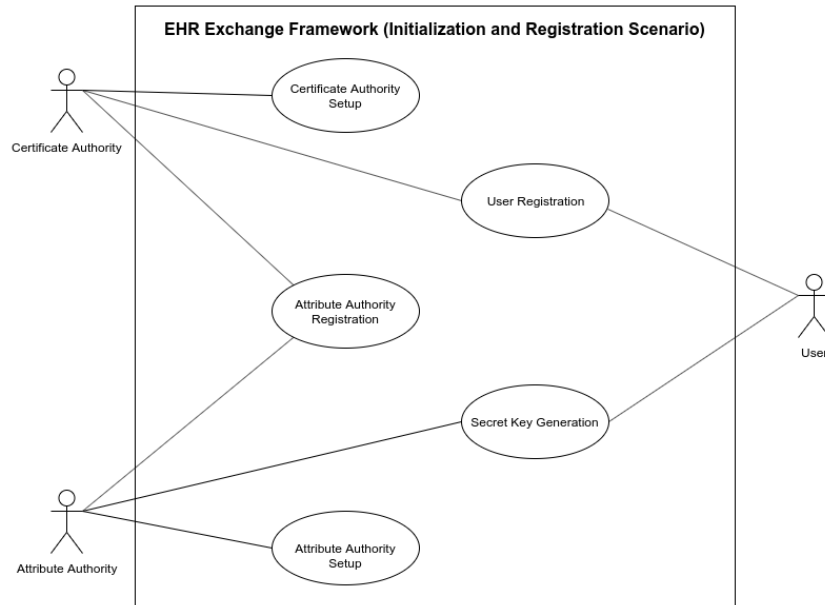 EHR Exchange Framework (Initialization and Registration Scenario)
Certificate Authority
Setup
Certificate Authority
User Registration
Attribute Authority
Registration
User
Secret Key Generation
Attribute Authority
Setup
Attribute Authority